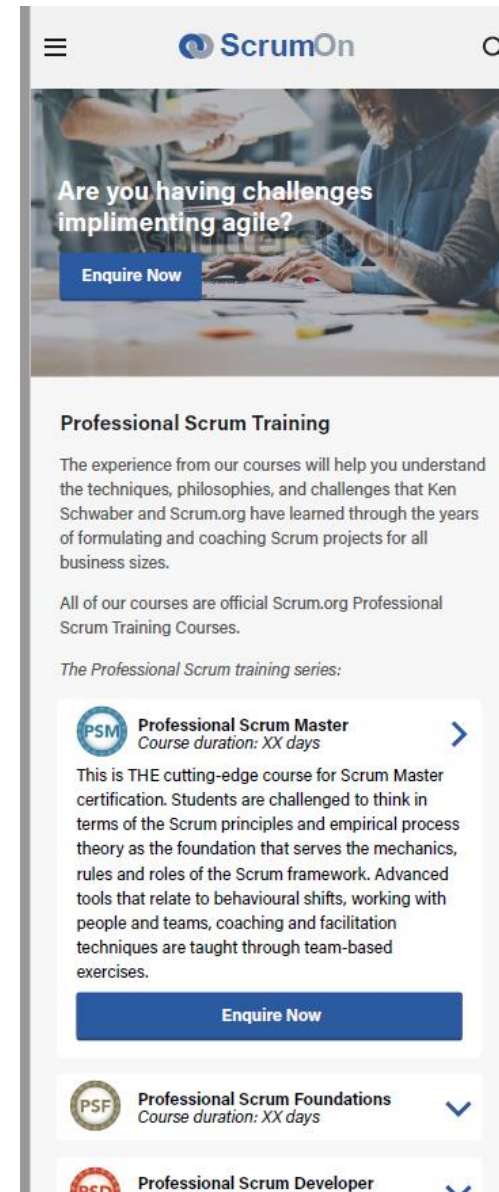 ScrumOn
Are you having challenges
implimenting agile?
shutterstock
Enquire Now
Professional Scrum Training
The experience from our courses will help you understand
the techniques, philosophies, and challenges that Ken
Schwaber and Scrum.org have learned through the years
of formulating and coaching Scrum projects for all
business sizes.
All of our courses are official Scrum.org Professional
Scrum Training Courses.
The Professional Scrum training series:
PSM
Professional Scrum Master
Course duration: XX days
This is THE cutting-edge course for Scrum Master
certification. Students are challenged to think in
terms of the Scrum principles and empirical process
theory as the foundation that serves the mechanics,
rules and roles of the Scrum framework. Advanced
tools that relate to behavioural shifts, working with
people and teams, coaching and facilitation
techniques are taught through team-based
exercises.
Enquire Now
PSF
Professional Scrum Foundations
Course duration: XX days
PSD
Professional Scrum Developer